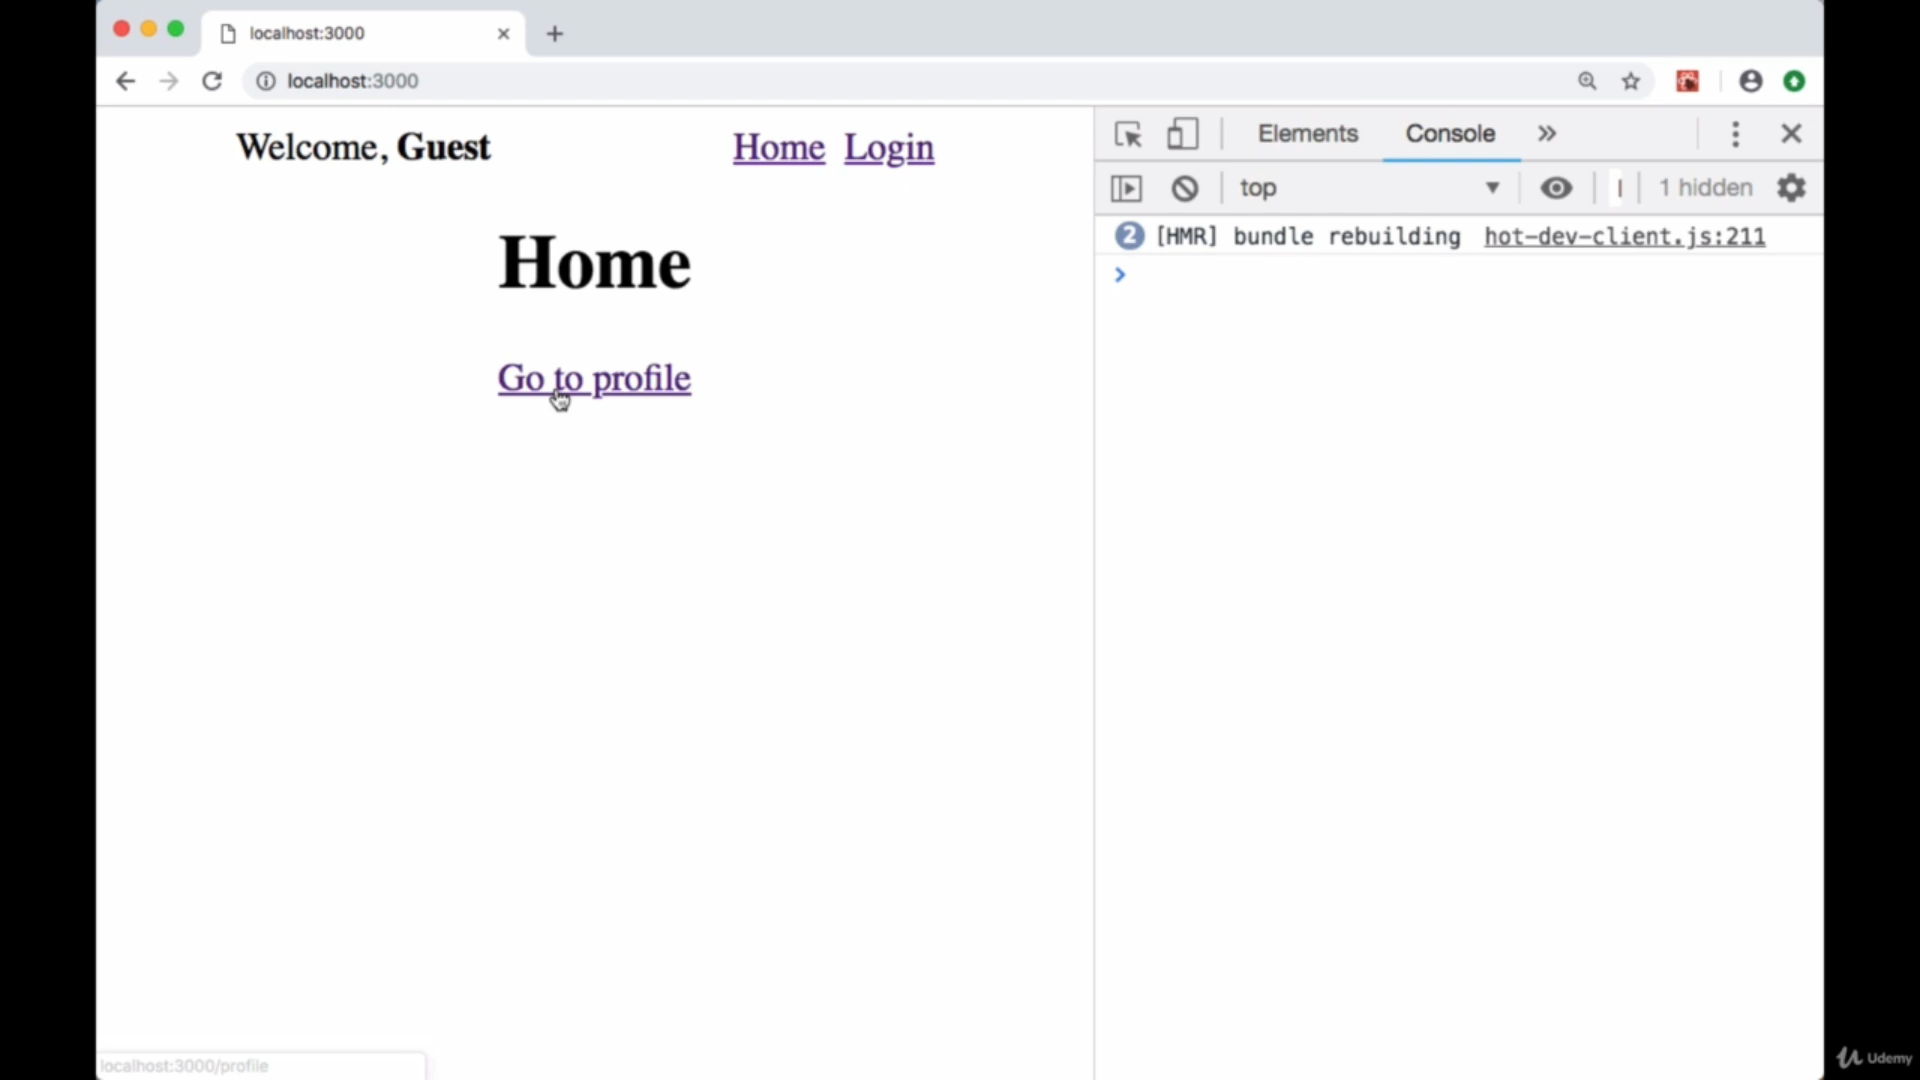 localhost:3000
localhost:3000
Welcome, Guest
Home Login
Home
Go to profile
Elements Console
top
1 hidden
2 [HMR] bundle rebuilding hot-dev-client.js:211
localhost:3000/profile
Udemy